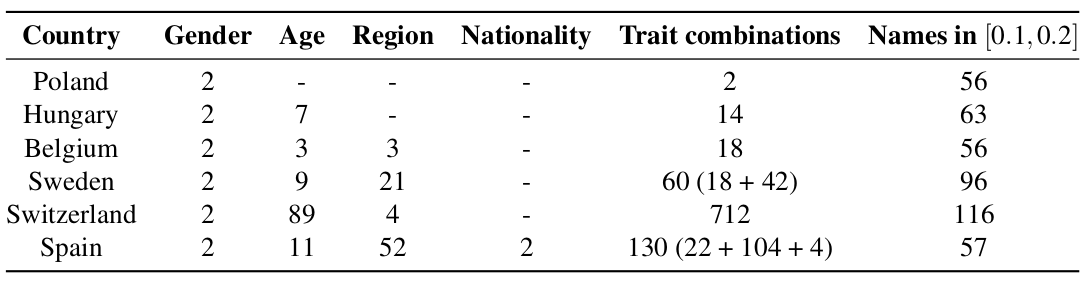 Country Gender Age Region Nationality Trait combinations Names in [0.1, 0.2]
Poland 2 - - - 2 56
Hungary 2 7 - - 14 63
Belgium 2 3 3 - 18 56
Sweden 2 9 21 - 60 (18 + 42) 96
Switzerland 2 89 4 - 712 116
Spain 2 11 52 2 130 (22 + 104 + 4) 57